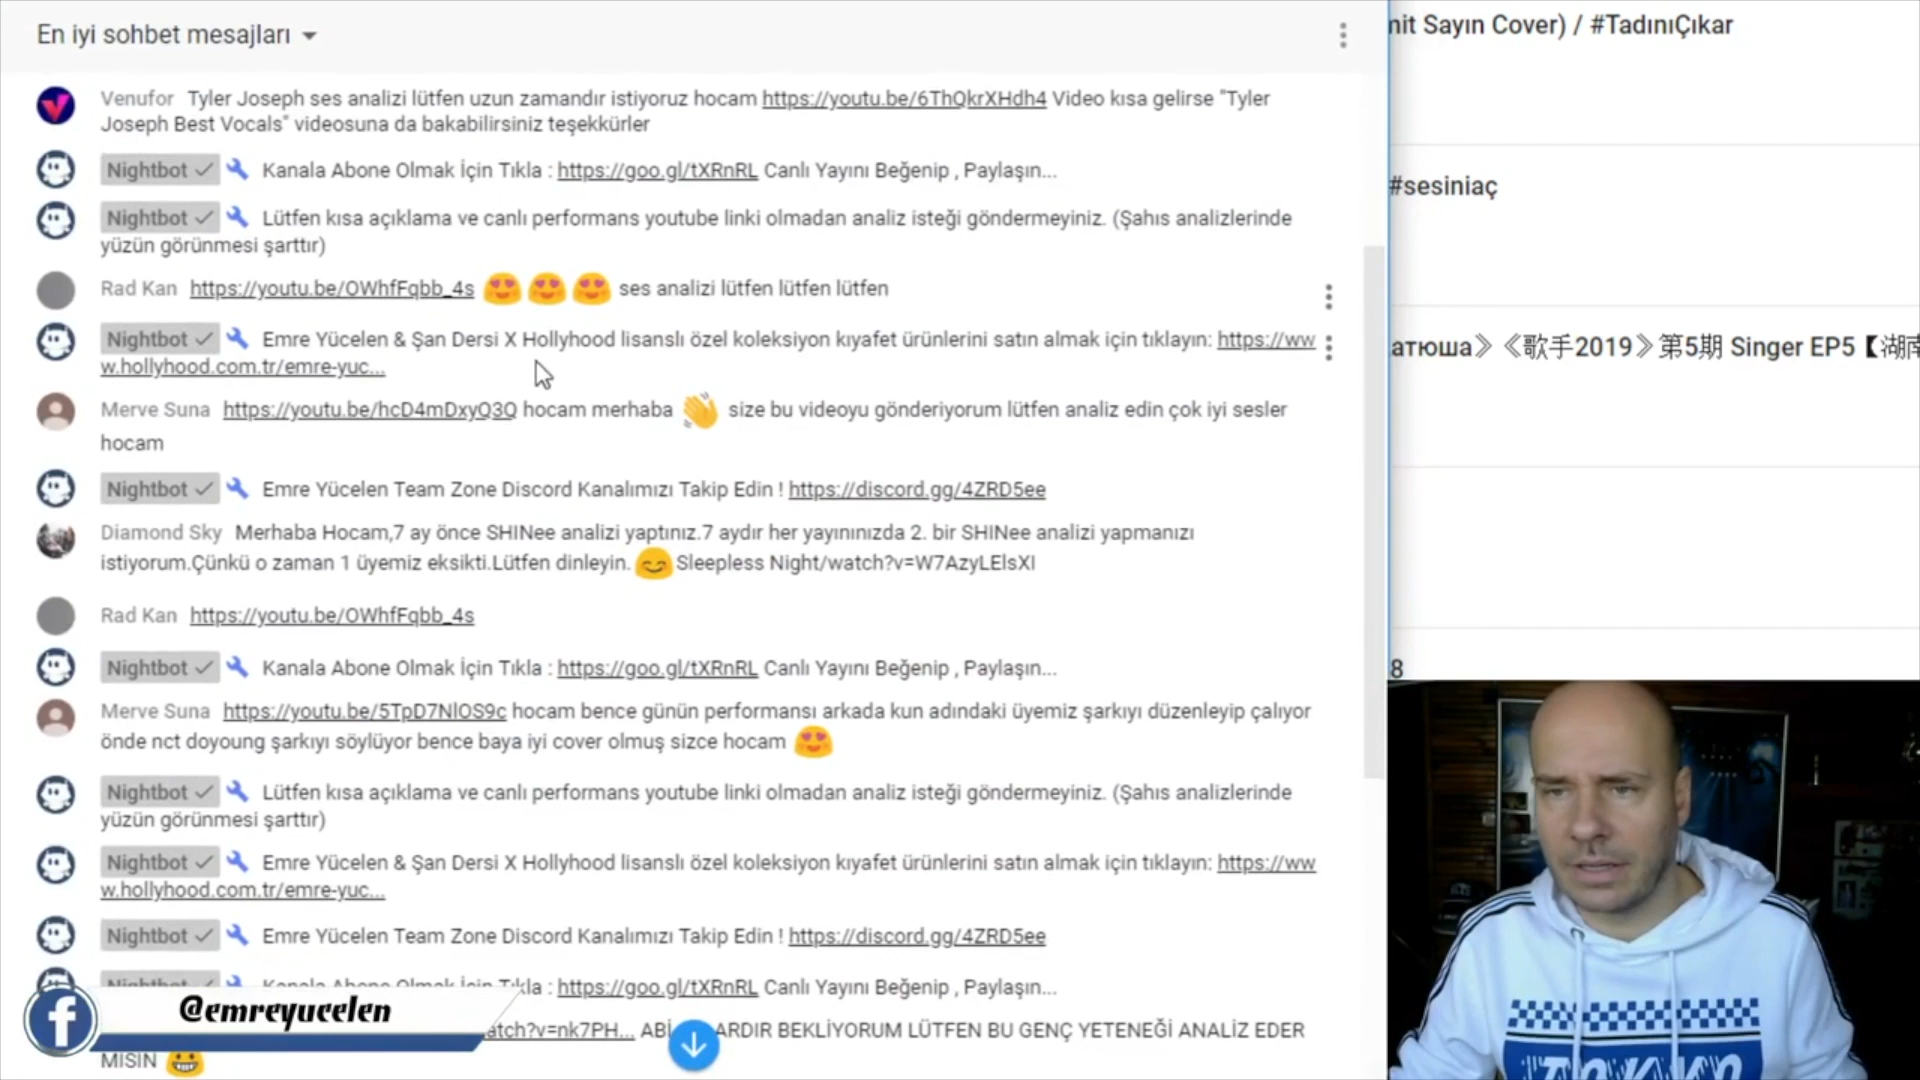 En iyi sohbet mesajları
Venufor Tyler Joseph ses analizi lütfen uzun zamandır istiyoruz hocam https://youtu.be/6ThQkrXHdh4 Video kısa gelirse "Tyler
Joseph Best Vocals" videosuna da bakabilirsiniz teşekkürler
Nightbot Kanala Abone Olmak İçin Tıkla : https://goo.gl/tXRnRL Canlı Yayını Beğenip , Paylaşın...
Nightbot Lütfen kısa açıklama ve canlı performans youtube linki olmadan analiz isteği göndermeyiniz. (Şahıs analizlerinde
yüzün görünmesi şarttır)
Rad Kan https://youtu.be/OWhfFqbb_4s 😍😍😍 ses analizi lütfen lütfen lütfen
Nightbot Emre Yücelen & Şan Dersi X Hollyhood lisanslı özel koleksiyon kıyafet ürünlerini satın almak için tıklayın: https://ww
w.hollyhood.com.tr/emre-yuc...
Merve Suna https://youtu.be/hcD4mDxyQ3Q hocam merhaba 👋 size bu videoyu gönderiyorum lütfen analiz edin çok iyi sesler
hocam
Nightbot Emre Yücelen Team Zone Discord Kanalımızı Takip Edin ! https://discord.gg/4ZRD5ee
Diamond Sky Merhaba Hocam,7 ay önce SHINee analizi yaptınız.7 aydır her yayınınızda 2. bir SHINee analizi yapmanızı
istiyorum.Çünkü o zaman 1 üyemiz eksikti.Lütfen dinleyin. 😊 Sleepless Night/watch?v=W7AzyLElsXI
Rad Kan https://youtu.be/OWhfFqbb_4s
Nightbot Kanala Abone Olmak İçin Tıkla : https://goo.gl/tXRnRL Canlı Yayını Beğenip , Paylaşın...
Merve Suna https://youtu.be/5TpD7NlOS9c hocam bence günün performansı arkada kun adındaki üyemiz şarkıyı düzenleyip çalıyor
önde nct doyoung şarkıyı söylüyor bence baya iyi cover olmuş sizce hocam 😍
Nightbot Lütfen kısa açıklama ve canlı performans youtube linki olmadan analiz isteği göndermeyiniz. (Şahıs analizlerinde
yüzün görünmesi şarttır)
Nightbot Emre Yücelen & Şan Dersi X Hollyhood lisanslı özel koleksiyon kıyafet ürünlerini satın almak için tıklayın: https://ww
w.hollyhood.com.tr/emre-yuc...
Nightbot Emre Yücelen Team Zone Discord Kanalımızı Takip Edin ! https://discord.gg/4ZRD5ee
https://goo.gl/tXRnRL Canlı Yayını Beğenip , Paylaşın...
@emreyucelen
atch?v=nk7PH... BEKLİYORUM LÜTFEN BU GENÇ YETENEĞİ ANALİZ EDER
MISIN 😁
nit Sayın Cover) / #TadınıÇıkar
#sesiniaç
атюша》《歌手2019》第5期 Singer EP5【湖南
8